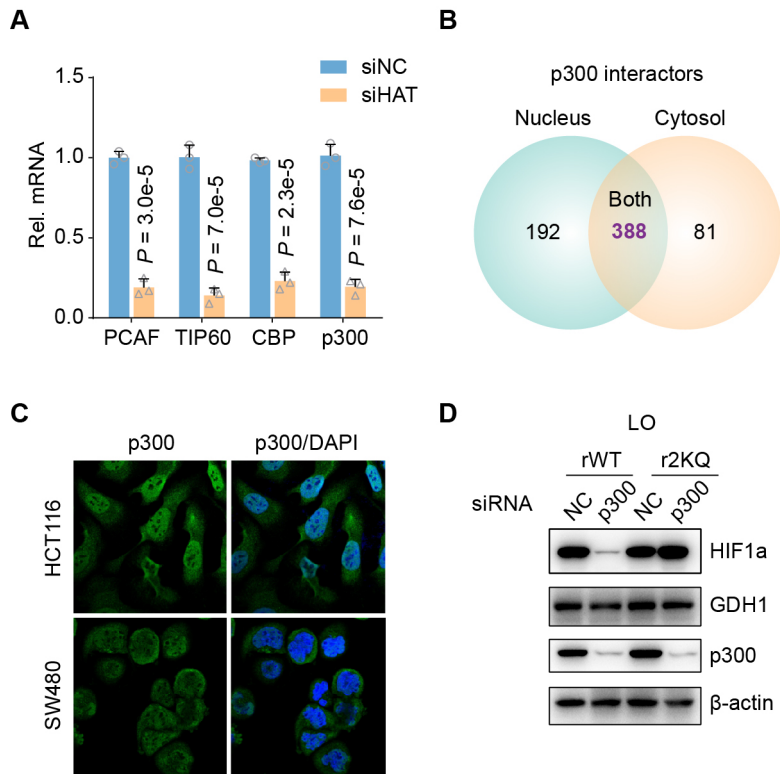 A
siNC
siHAT
Rel. mRNA
1.5
1.0
0.5
0.0
P = 3.0e-5
P = 7.0e-5
P = 2.3e-5
P = 7.6e-5
PCAF TIP60 CBP p300
B
p300 interactors
Nucleus Cytosol
Both
192 388 81
C
p300 p300/DAPI
HCT116
SW480
D
LO
rWT r2KQ
siRNA NC p300 NC p300
HIF1a
GDH1
p300
β-actin